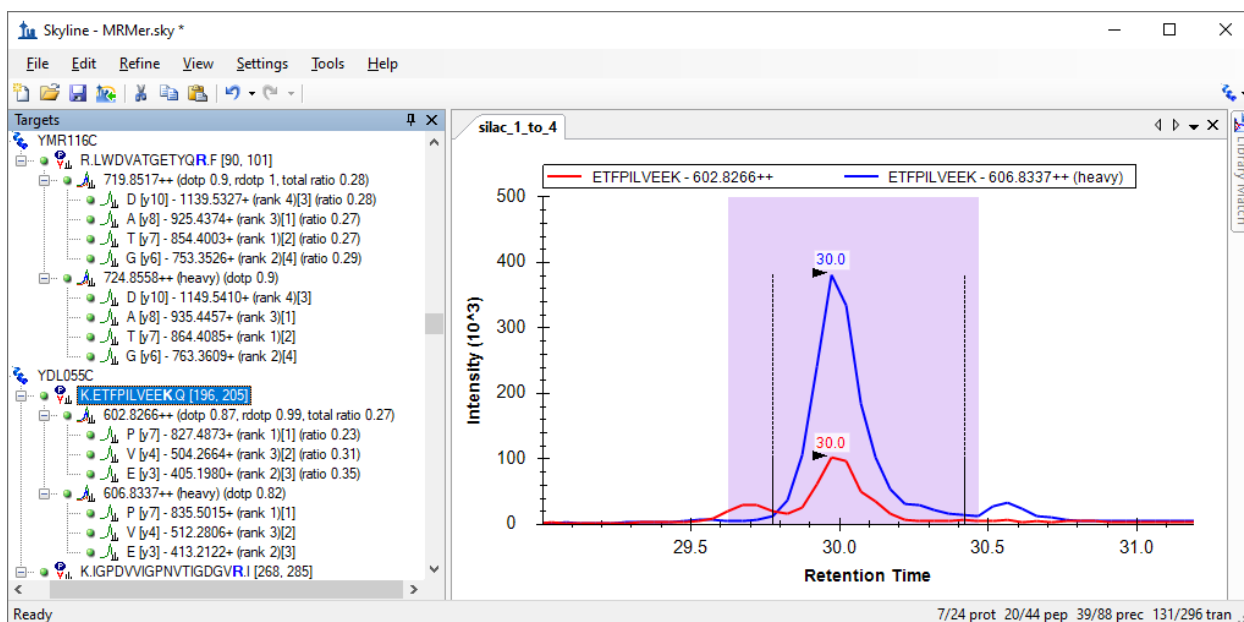 Skyline - MRMer.sky *
File Edit Refine View Settings Tools Help
Targets
YMR116C
R.LWDVATGETYQR.F [90, 101]
719.8517++ (dotp 0.9, rdotp 1, total ratio 0.28)
D [y10] - 1139.5327+ (rank 4)[3] (ratio 0.28)
A [y8] - 925.4374+ (rank 3)[1] (ratio 0.27)
T [y7] - 854.4003+ (rank 1)[2] (ratio 0.27)
G [y6] - 753.3526+ (rank 2)[4] (ratio 0.29)
724.8558++ (heavy) (dotp 0.9)
D [y10] - 1149.5410+ (rank 4)[3]
A [y8] - 935.4457+ (rank 3)[1]
T [y7] - 864.4085+ (rank 1)[2]
G [y6] - 763.3609+ (rank 2)[4]
YDL055C
K.ETFPILVEEK.Q [196, 205]
602.8266++ (dotp 0.87, rdotp 0.99, total ratio 0.27)
P [y7] - 827.4873+ (rank 1)[1] (ratio 0.23)
V [y4] - 504.2664+ (rank 3)[2] (ratio 0.31)
E [y3] - 405.1980+ (rank 2)[3] (ratio 0.35)
606.8337++ (heavy) (dotp 0.82)
P [y7] - 835.5015+ (rank 1)[1]
V [y4] - 512.2806+ (rank 3)[2]
E [y3] - 413.2122+ (rank 2)[3]
K.IGPDVVIGPNVTIGDGVR.I [268, 285]
silac_1_to_4
ETFPILVEEK - 602.8266++ ETFPILVEEK - 606.8337++ (heavy)
500
400
300
200
100
0
Intensity (10^3)
30.0
30.0
29.5 30.0 30.5 31.0
Retention Time
Library Match
Ready
7/24 prot 20/44 pep 39/88 prec 131/296 tran